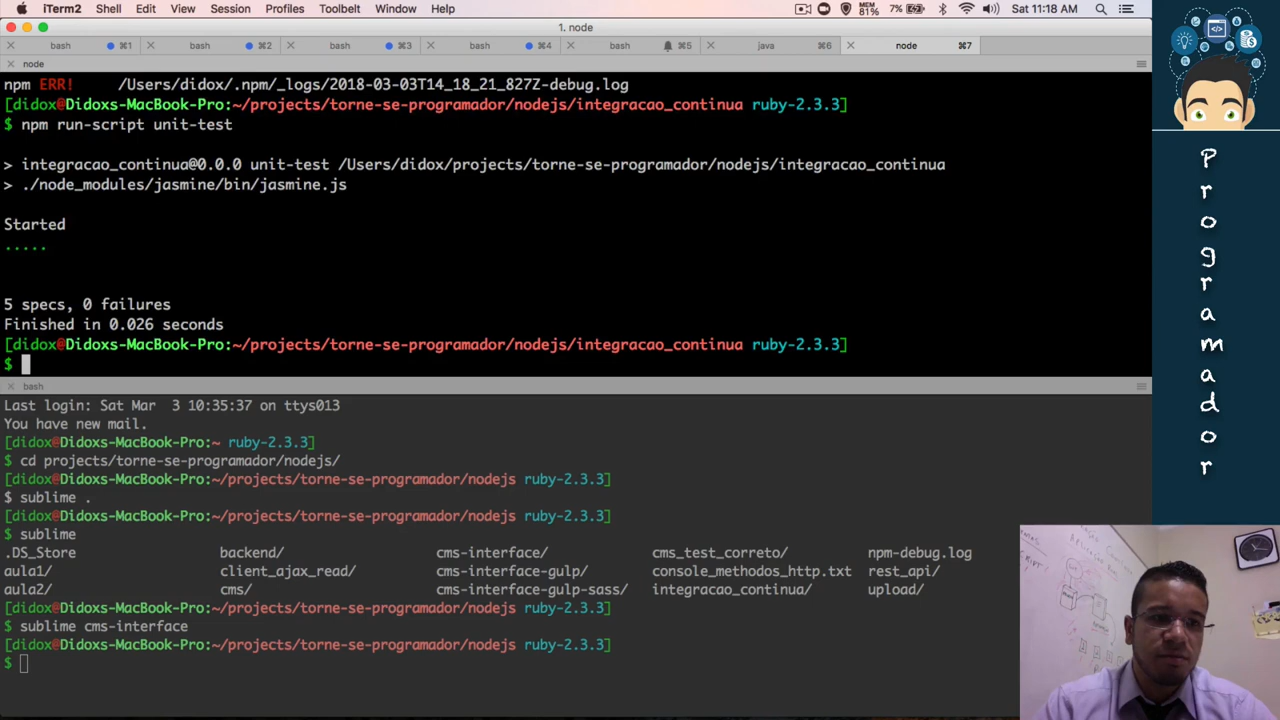 iTerm2 Shell Edit View Session Profiles Toolbelt Window Help MEM 81% 7% Sat 11:18 AM
1. node
bash ⌘1 bash ⌘2 bash ⌘3 bash ⌘4 bash ⌘5 java ⌘6 node ⌘7
node
npm ERR! /Users/didox/.npm/_logs/2018-03-03T14_18_21_827Z-debug.log
[didox@Didoxs-MacBook-Pro:~/projects/torne-se-programador/nodejs/integracao_continua ruby-2.3.3]
$ npm run-script unit-test
> integracao_continua@0.0.0 unit-test /Users/didox/projects/torne-se-programador/nodejs/integracao_continua
> ./node_modules/jasmine/bin/jasmine.js
Started
.....
5 specs, 0 failures
Finished in 0.026 seconds
[didox@Didoxs-MacBook-Pro:~/projects/torne-se-programador/nodejs/integracao_continua ruby-2.3.3]
$
bash
Last login: Sat Mar  3 10:35:37 on ttys013
You have new mail.
[didox@Didoxs-MacBook-Pro:~ ruby-2.3.3]
$ cd projects/torne-se-programador/nodejs/
[didox@Didoxs-MacBook-Pro:~/projects/torne-se-programador/nodejs ruby-2.3.3]
$ sublime .
[didox@Didoxs-MacBook-Pro:~/projects/torne-se-programador/nodejs ruby-2.3.3]
$ sublime
.DS_Store backend/ cms-interface/ cms_test_correto/ npm-debug.log
aula1/ client_ajax_read/ cms-interface-gulp/ console_methodos_http.txt rest_api/
aula2/ cms/ cms-interface-gulp-sass/ integracao_continua/ upload/
[didox@Didoxs-MacBook-Pro:~/projects/torne-se-programador/nodejs ruby-2.3.3]
$ sublime cms-interface
[didox@Didoxs-MacBook-Pro:~/projects/torne-se-programador/nodejs ruby-2.3.3]
$
Programador